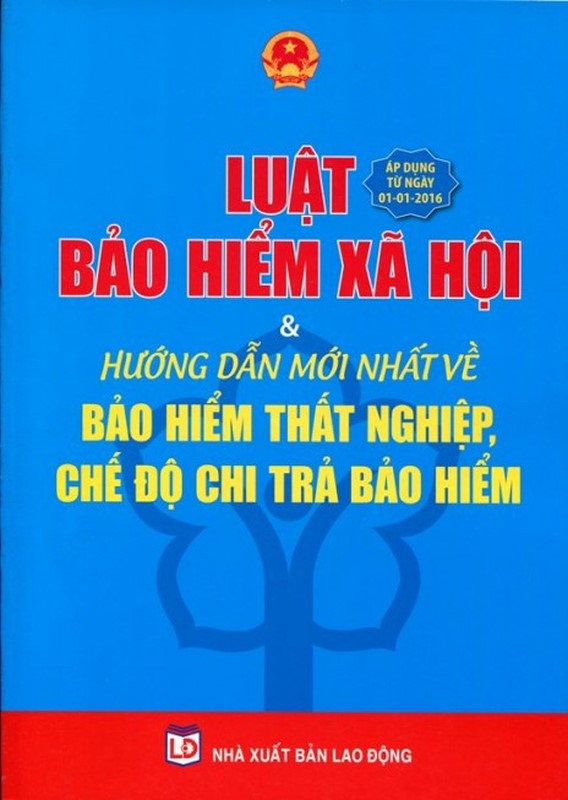 LUẬT
ÁP DỤNG
TỪ NGÀY
01-01-2016
BẢO HIỂM XÃ HỘI
&
HƯỚNG DẪN MỚI NHẤT VỀ
BẢO HIỂM THẤT NGHIỆP,
CHẾ ĐỘ CHI TRẢ BẢO HIỂM
LĐ
NHÀ XUẤT BẢN LAO ĐỘNG